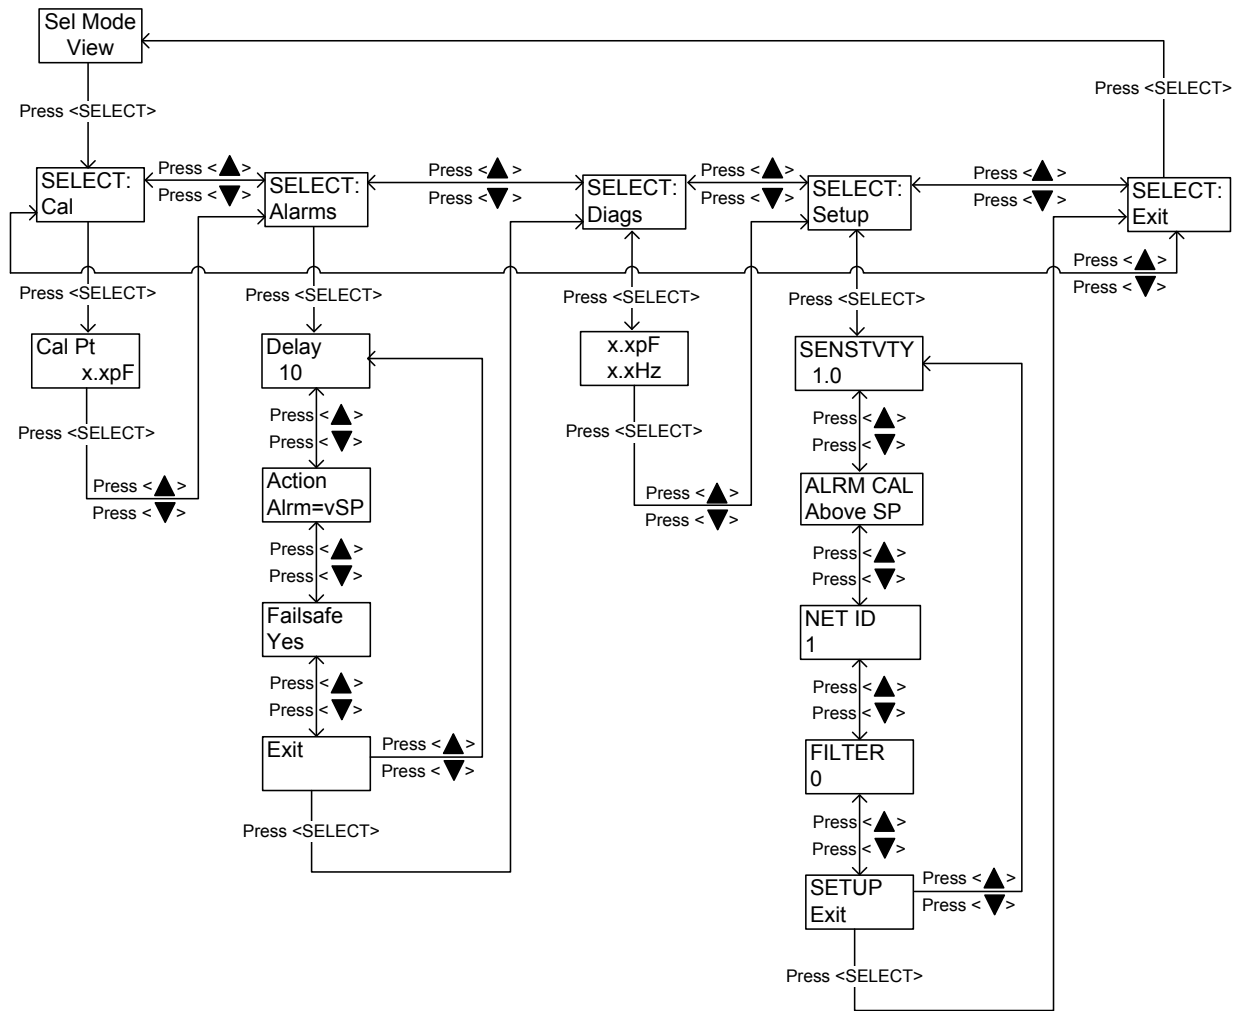 Sel Mode
View
Press <SELECT>
Press <SELECT>
SELECT:
Cal
Press <▲>
Press <▼>
SELECT:
Alarms
Press <▲>
Press <▼>
SELECT:
Diags
Press <▲>
Press <▼>
SELECT:
Setup
Press <▲>
Press <▼>
SELECT:
Exit
Press <▲>
Press <▼>
Press <SELECT>
Press <SELECT>
Press <SELECT>
Press <SELECT>
Cal Pt
x.xpF
Press <SELECT>
Press <▲>
Press <▼>
Delay
10
Press <▲>
Press <▼>
Action
Alrm=vSP
Press <▲>
Press <▼>
Failsafe
Yes
Press <▲>
Press <▼>
Exit
Press <▲>
Press <▼>
Press <SELECT>
x.xpF
x.xHz
Press <SELECT>
Press <▲>
Press <▼>
SENSTVTY
1.0
Press <▲>
Press <▼>
ALRM CAL
Above SP
Press <▲>
Press <▼>
NET ID
1
Press <▲>
Press <▼>
FILTER
0
Press <▲>
Press <▼>
SETUP
Exit
Press <▲>
Press <▼>
Press <SELECT>